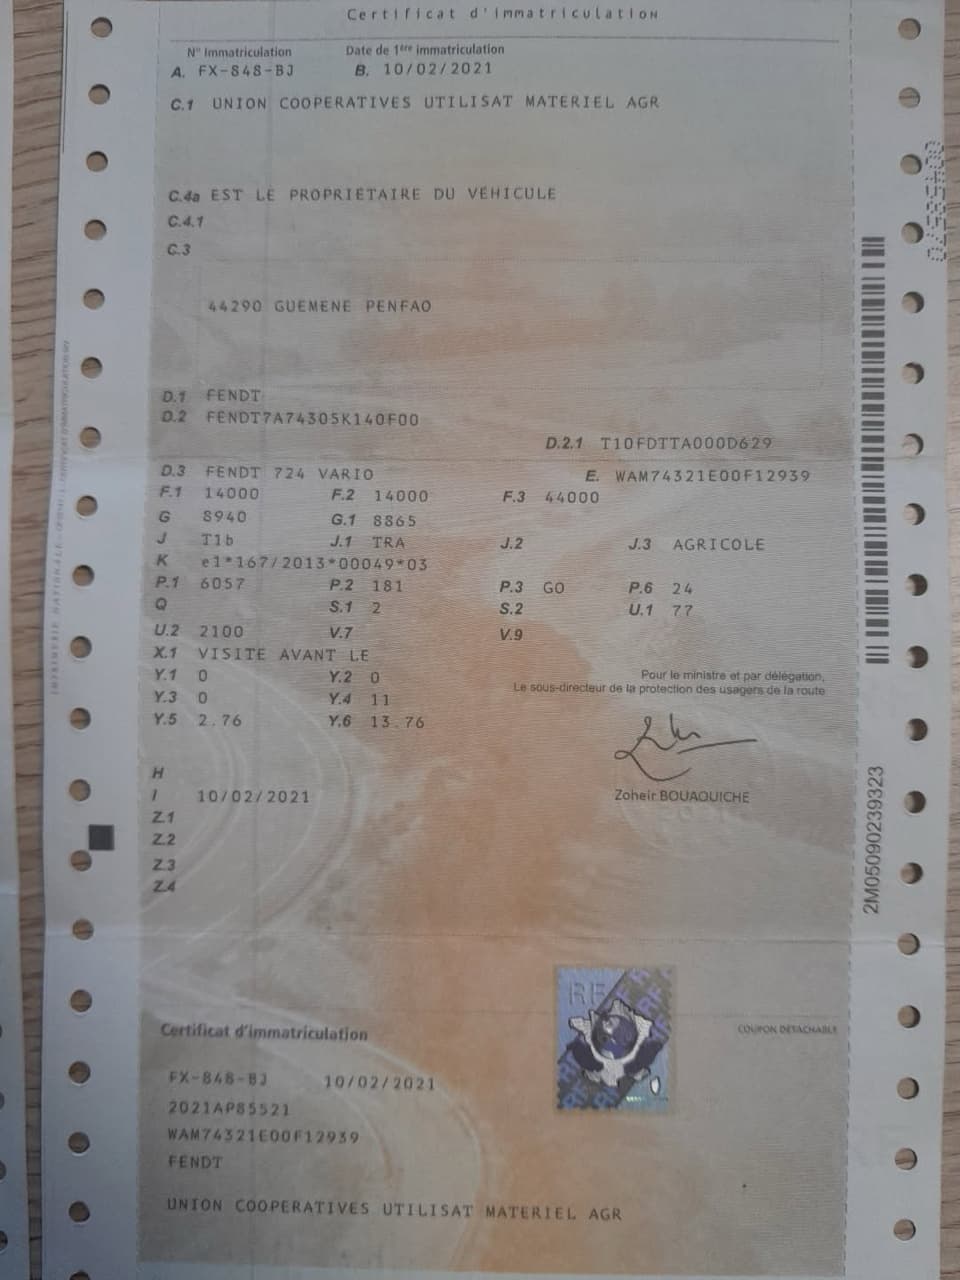 Certificat d'immatriculation
N° Immatriculation Date de 1ère immatriculation
A. FX-848-BJ B. 10/02/2021
C.1 UNION COOPERATIVES UTILISAT MATERIEL AGR
C.4a EST LE PROPRIÉTAIRE DU VÉHICULE
C.4.1
C.3
44290 GUEMENE PENFAO
D.1 FENDT
D.2 FENDT7A74305K140F00
D.2.1 T10FDTTA000D629
D.3 FENDT 724 VARIO E. WAM74321E00F12939
F.1 14000 F.2 14000 F.3 44000
G 8940 G.1 8865
J T1b J.1 TRA J.2 J.3 AGRICOLE
K e1*167/2013*00049*03
P.1 6057 P.2 181 P.3 GO P.6 24
Q S.1 2 S.2 U.1 77
U.2 2100 V.7 V.9
X.1 VISITE AVANT LE
Y.1 0 Y.2 0
Y.3 0 Y.4 11
Y.5 2.76 Y.6 13.76
Pour le ministre et par délégation,
Le sous-directeur de la protection des usagers de la route
Zoheir BOUAOUICHE
H
I 10/02/2021
Z.1
Z.2
Z.3
Z.4
2M05090239323
RF
Certificat d'immatriculation
COUPON DÉTACHABLE
FX-848-BJ 10/02/2021
2021AP85521
WAM74321E00F12939
FENDT
UNION COOPERATIVES UTILISAT MATERIEL AGR